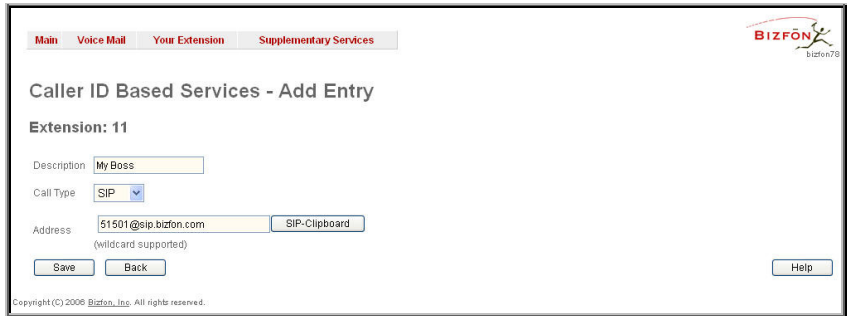 Main Voice Mail Your Extension Supplementary Services
BIZFŌN
bizfon78
Caller ID Based Services - Add Entry
Extension: 11
Description My Boss
Call Type SIP
Address 51501@sip.bizfon.com SIP-Clipboard
(wildcard supported)
Save Back Help
Copyright (C) 2006 Bizfon, Inc. All rights reserved.